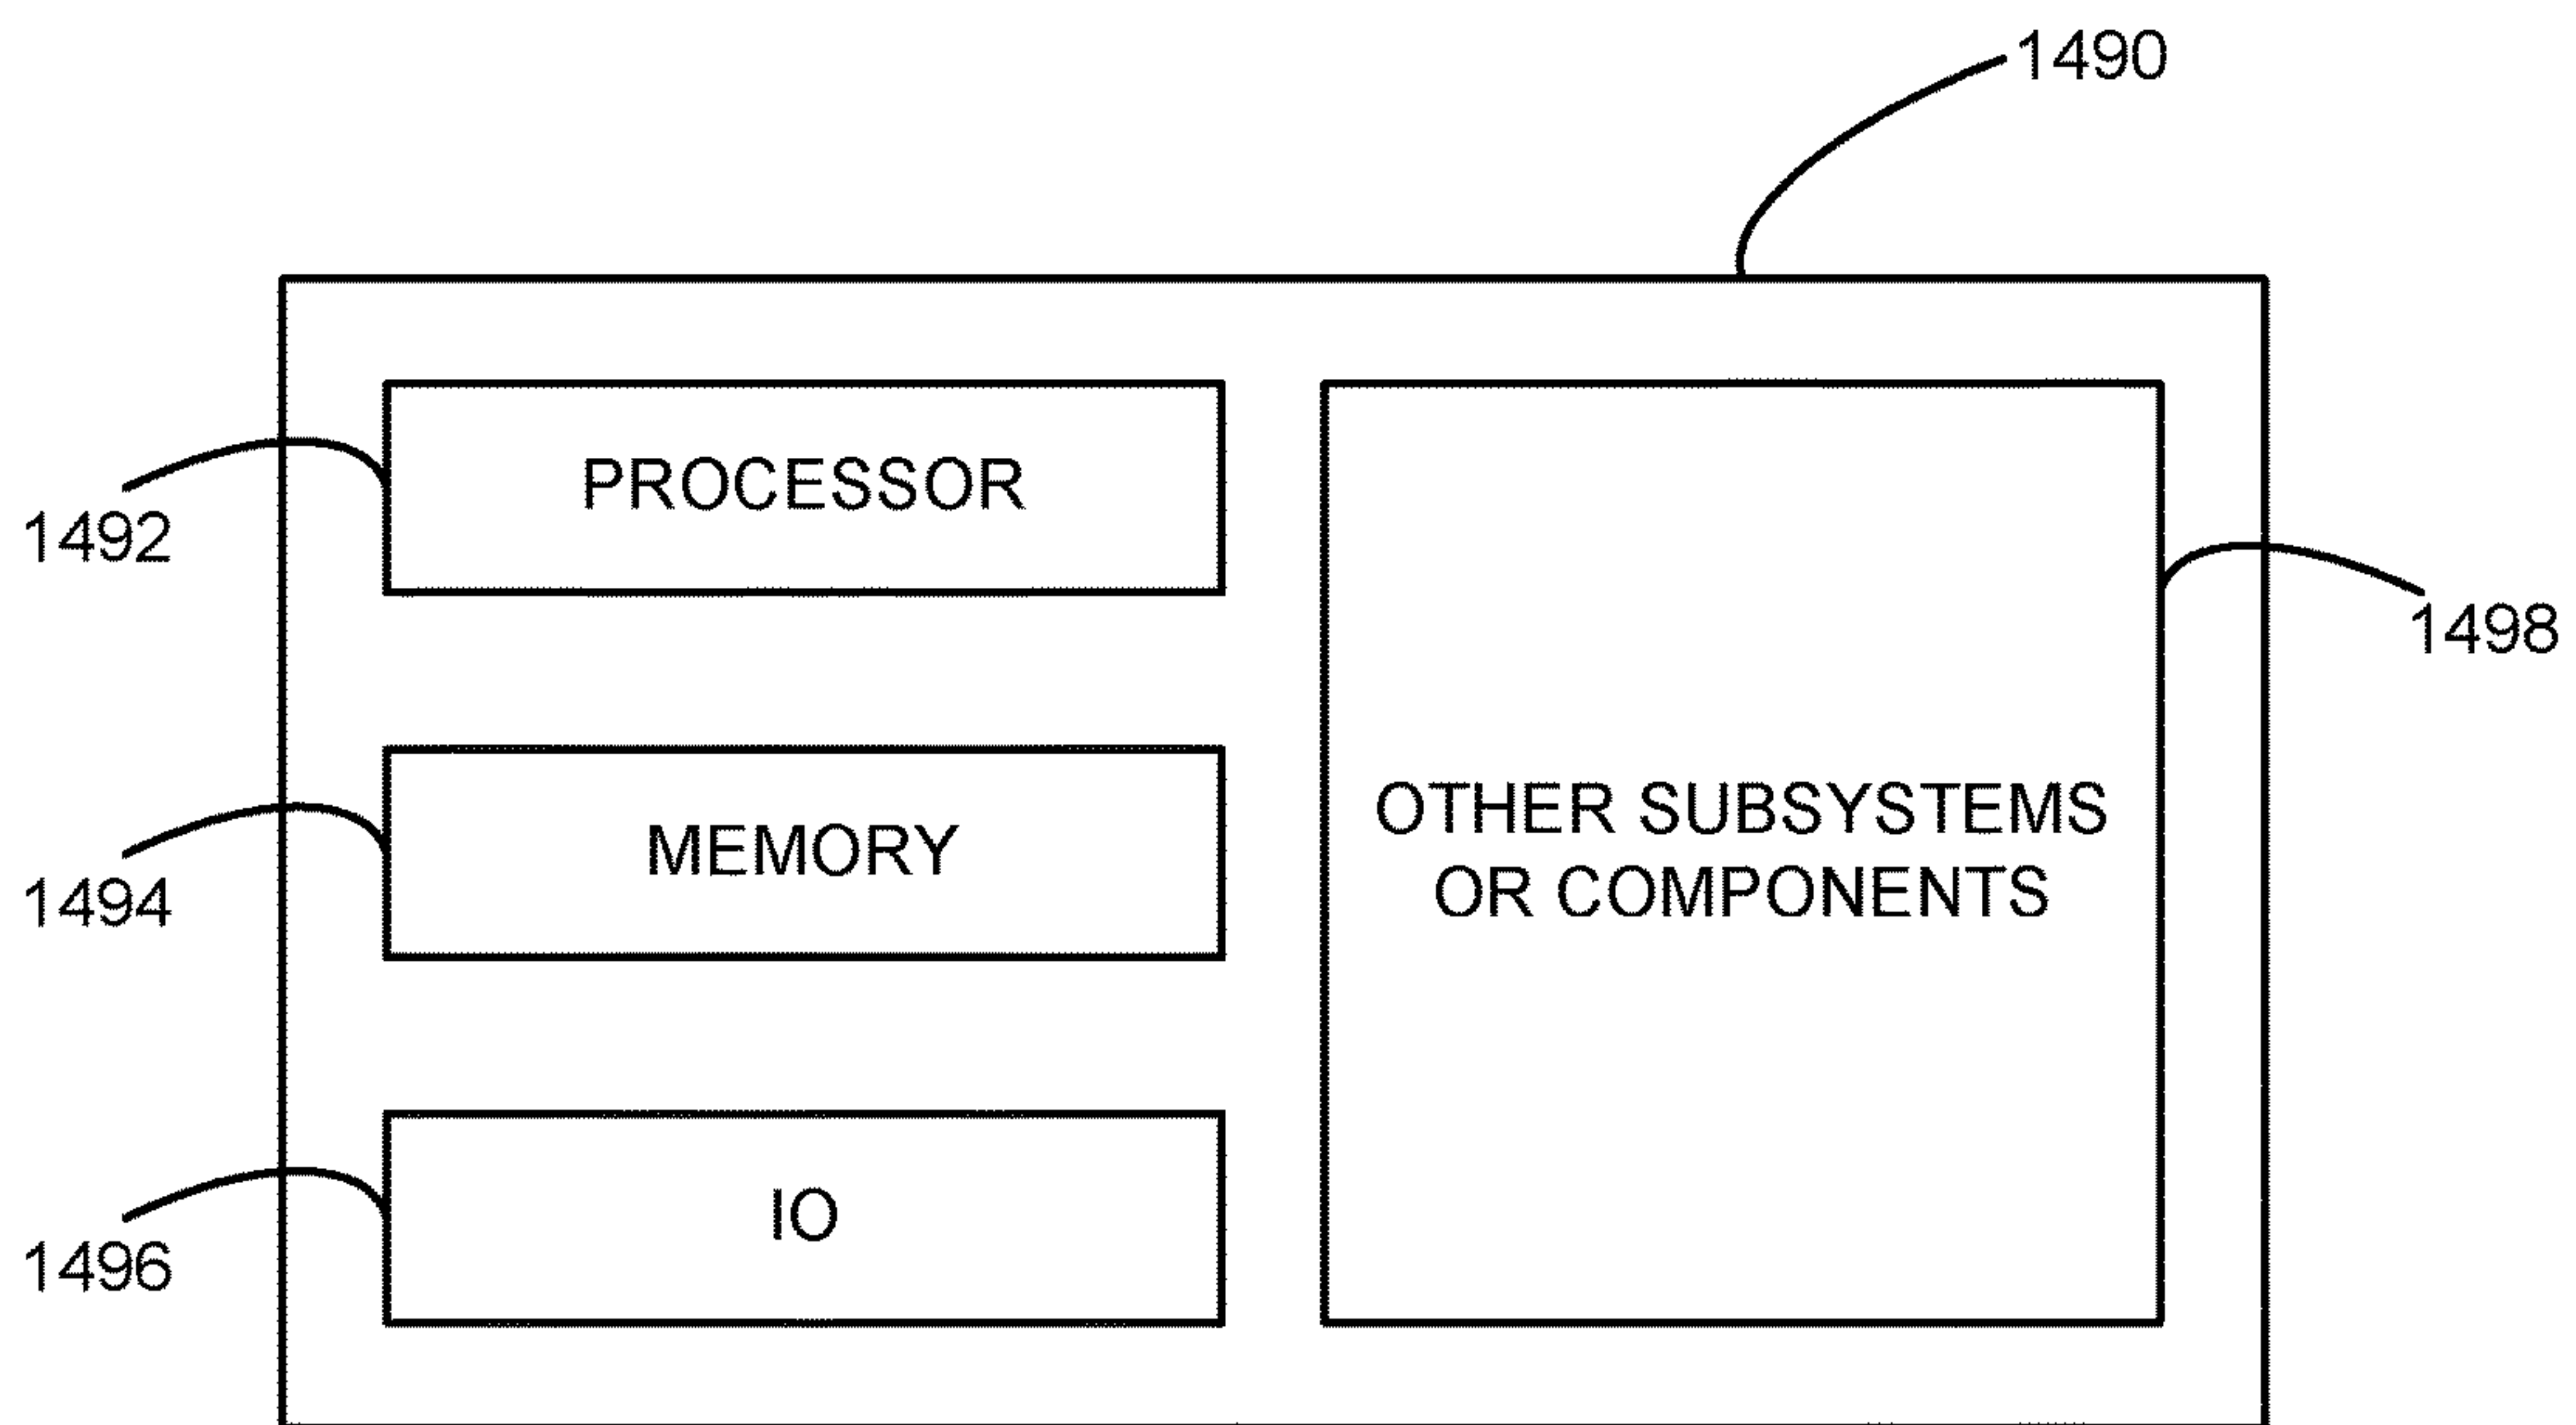 1490
PROCESSOR
1492
1498
OTHER SUBSYSTEMS
OR COMPONENTS
MEMORY
1494
IO
1496